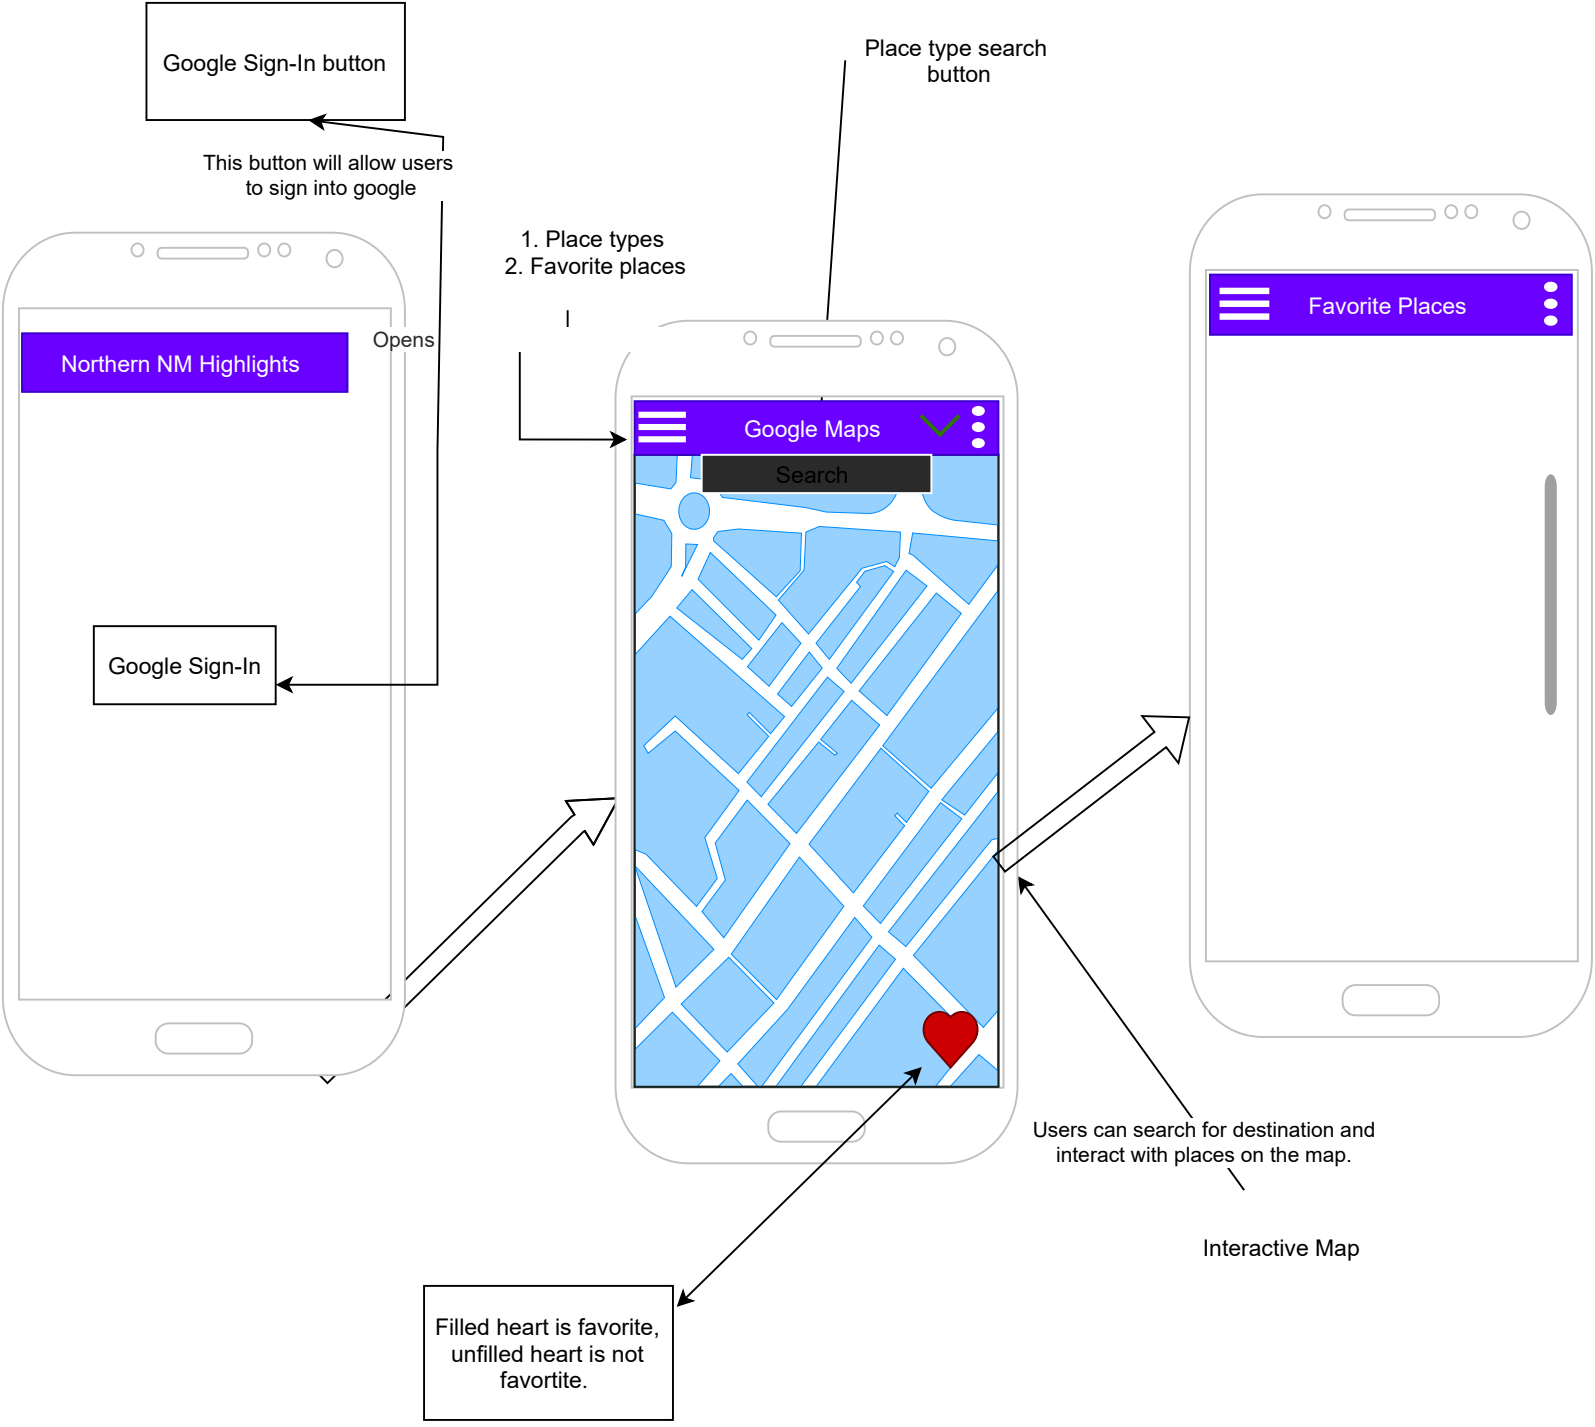 Google Sign-In button
This button will allow users
to sign into google
Place type search
button
1. Place types
2. Favorite places
l
Opens
Northern NM Highlights
Google Sign-In
Google Maps
Search
Favorite Places
Users can search for destination and
interact with places on the map.
Interactive Map
Filled heart is favorite,
unfilled heart is not
favortite.